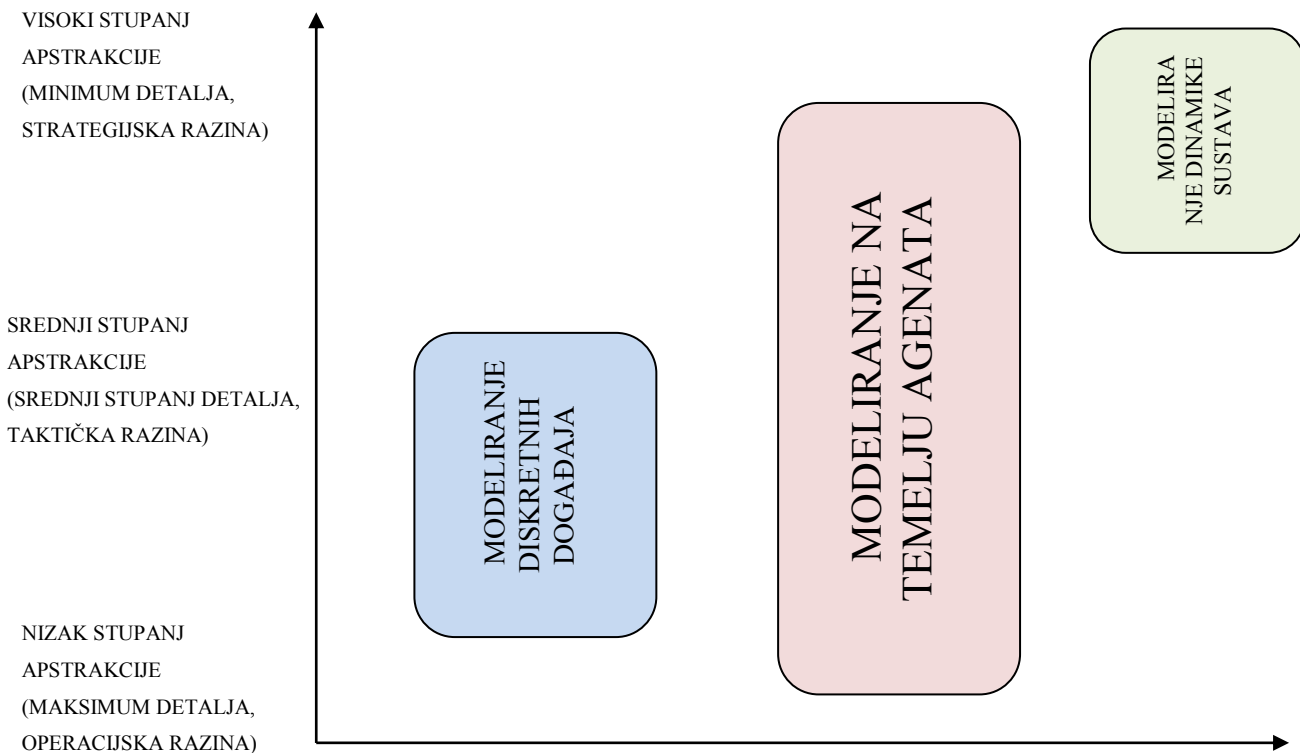 VISOKI STUPANJ
APSTRAKCIJE
(MINIMUM DETALJA,
STRATEGIJSKA RAZINA)
SREDNJI STUPANJ
APSTRAKCIJE
(SREDNJI STUPANJ DETALJA,
TAKTIČKA RAZINA)
NIZAK STUPANJ
APSTRAKCIJE
(MAKSIMUM DETALJA,
OPERACIJSKA RAZINA)
MODELIRANJE
DISKRETNIH
DOGAĐAJA
MODELIRANJE NA
TEMELJU AGENATA
MODELIRA
NJE DINAMIKE
SUSTAVA